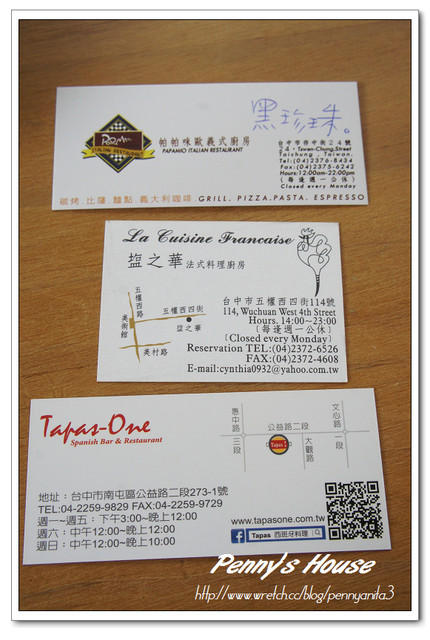 黑珍珠。
PAPAMIO
ITALIAN RESTAURANT
帕帕咪歐義式廚房
PAPAMIO ITALIAN RESTAURANT
24, Tawen-Chung.Street
Taichung, Taiwan.
Tel:(04)2376-8434
Fax:(04)2375-6242
Hours:12:00am-22:00pm
(每逢週一公休)
Closed every Monday
碳烤.比薩.麵點.義大利咖啡.GRILL. PIZZA.PASTA. ESPRESSO
La Cuisine Francaise
塩之華 法式料理廚房
五權西路
五權西四街
美術館
塩之華
美村路
台中市五權西四街114號
114, Wuchuan West 4th Street
Hours. 14:00~23:00
〔每逢週一公休〕
〔Closed every Monday〕
Reservation TEL:(04)2372-6526
FAX:(04)2372-4608
E-mail:cynthia0932@yahoo.com.tw
Tapas-One
Spanish Bar & Restaurant
惠中路三段
公益路二段
大觀路
文心路一段
地址:台中市南屯區公益路二段273-1號
TEL:04-2259-9829 FAX:04-2259-9729
週一~週五:下午3:00~晚上12:00
週六:中午12:00~晚上12:00
週日:中午12:00~晚上10:00
www.tapasone.com.tw
Tapas 西班牙料理
Penny's House
http://www.wretch.cc/blog/pennyanita3